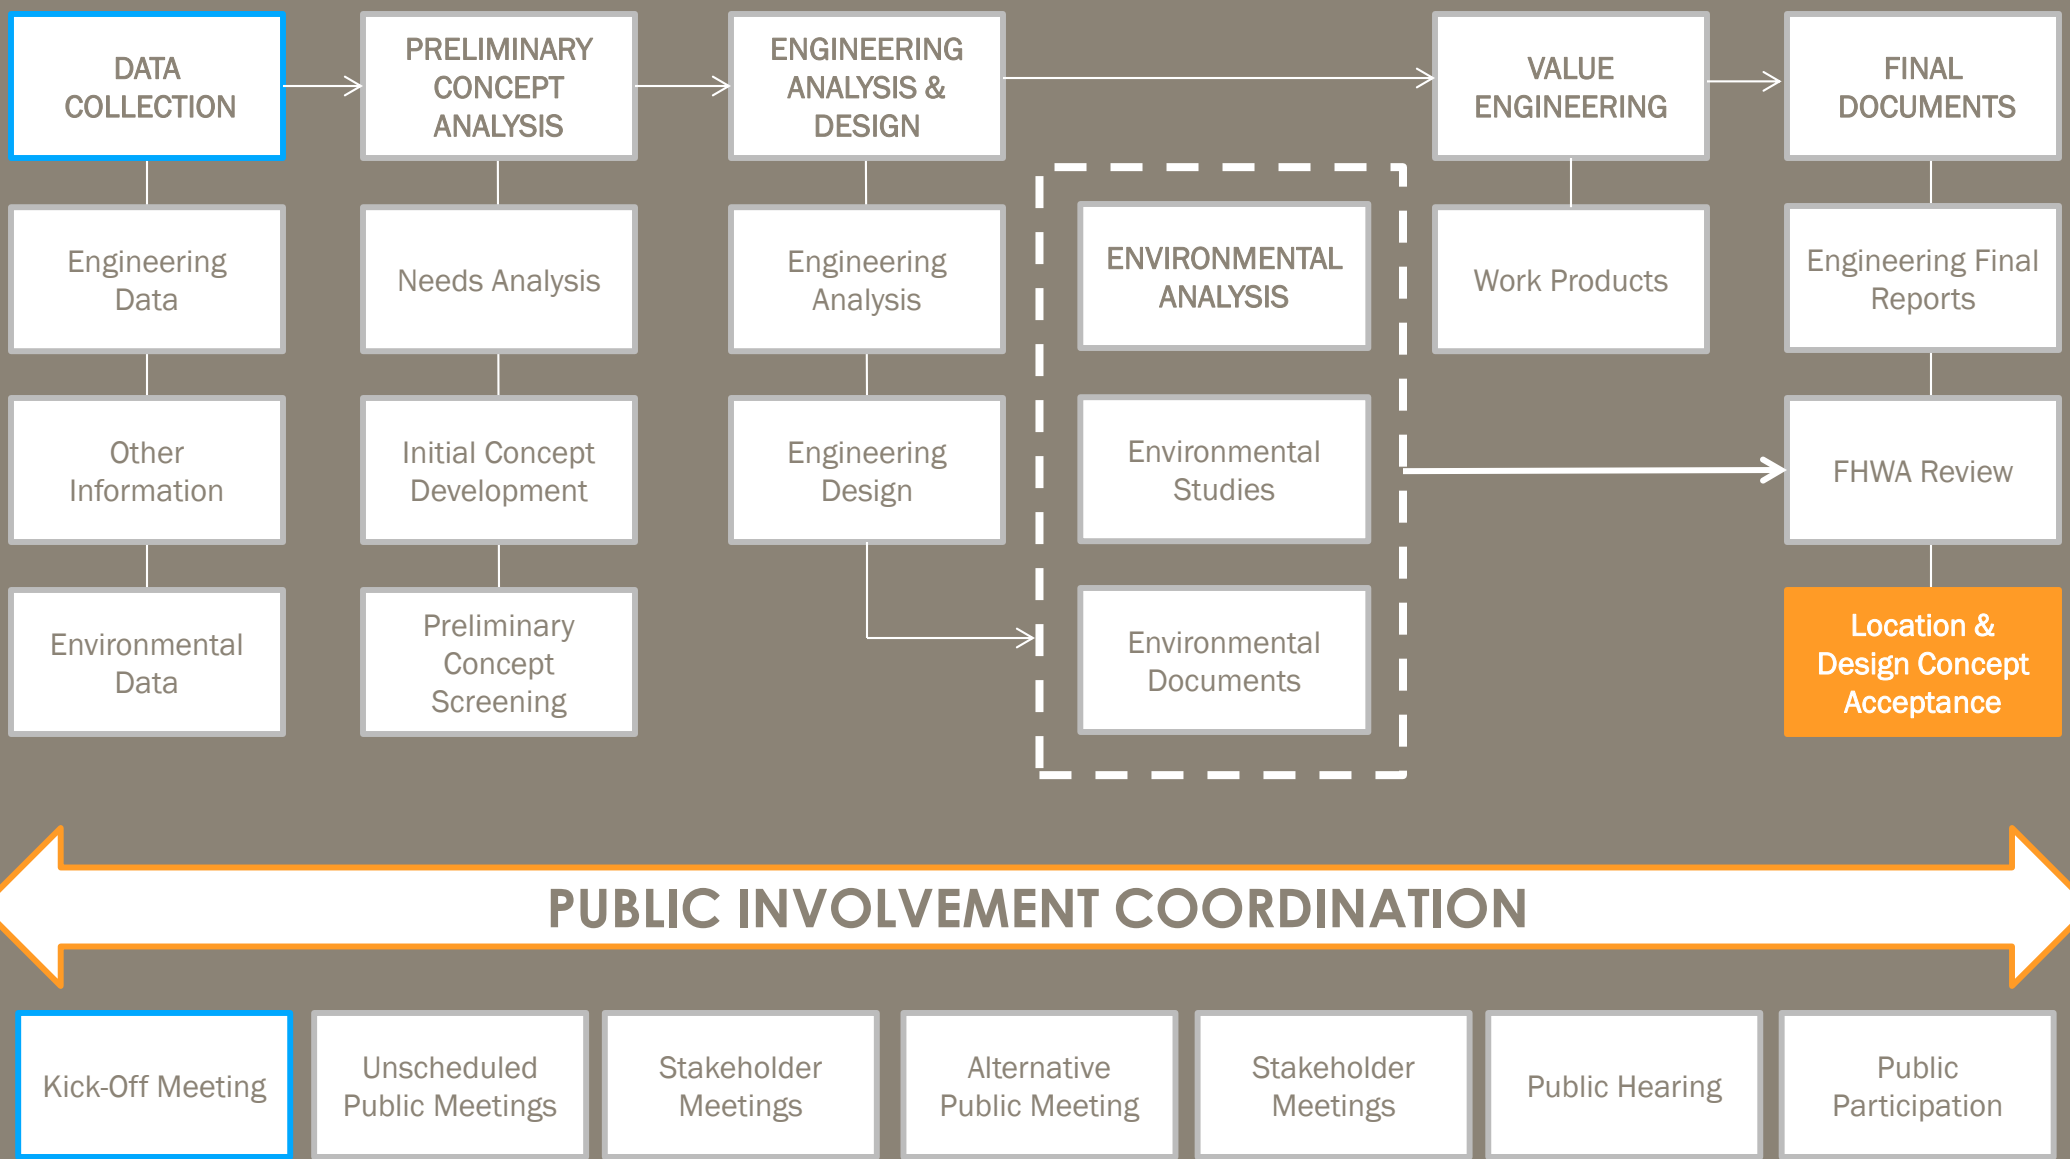 DATA
COLLECTION
PRELIMINARY
CONCEPT
ANALYSIS
ENGINEERING
ANALYSIS &
DESIGN
VALUE
ENGINEERING
FINAL
DOCUMENTS
Engineering
Data
Needs Analysis
Engineering
Analysis
ENVIRONMENTAL
ANALYSIS
Work Products
Engineering Final
Reports
Other
Information
Initial Concept
Development
Engineering
Design
Environmental
Studies
FHWA Review
Environmental
Data
Preliminary
Concept
Screening
Environmental
Documents
Location &
Design Concept
Acceptance
PUBLIC INVOLVEMENT COORDINATION
Kick-Off Meeting
Unscheduled
Public Meetings
Stakeholder
Meetings
Alternative
Public Meeting
Stakeholder
Meetings
Public Hearing
Public
Participation